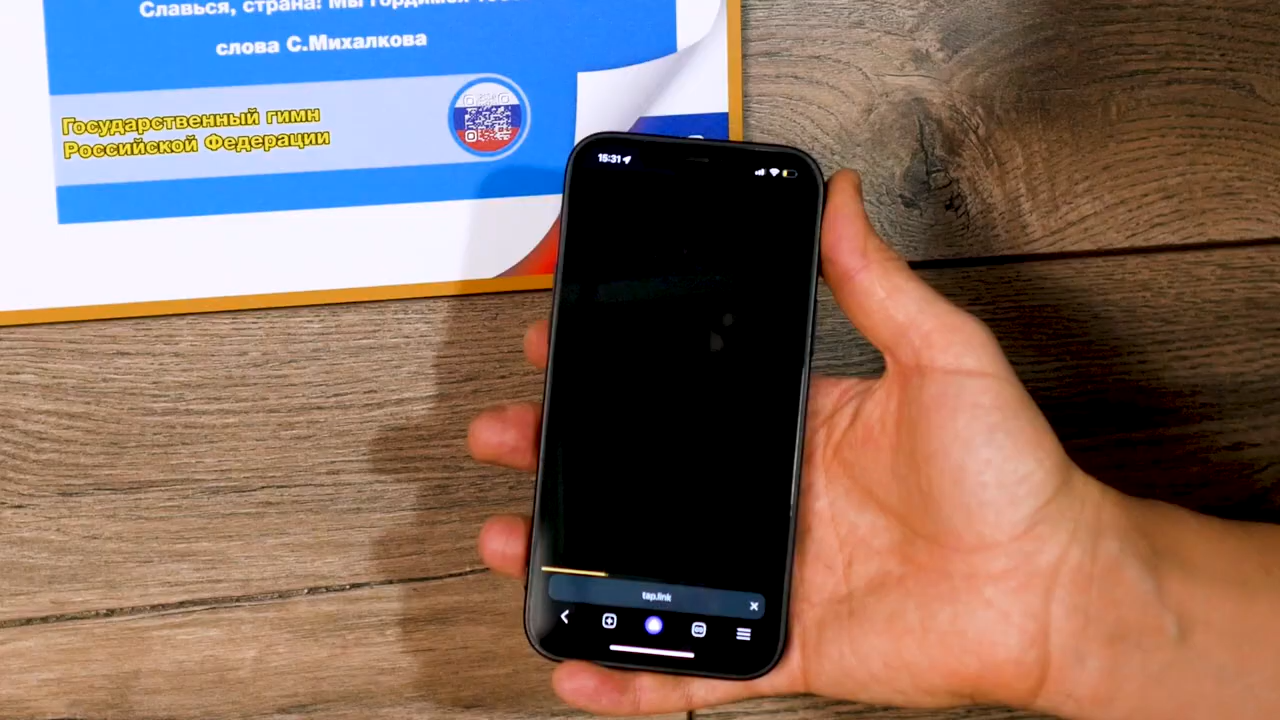 Славься, страна! Мы гордимся
слова С.Михалкова
Государственный гимн
Российской Федерации
15:31
tap.link